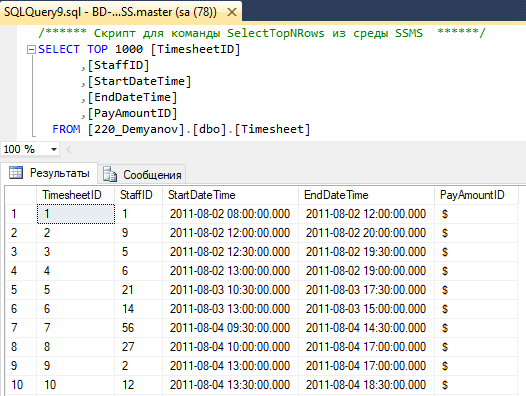 SQLQuery9.sql - BD-...SS.master (sa (78))
/****** Скрипт для команды SelectTopNRows из среды SSMS ******/
SELECT TOP 1000 [TimesheetID]
,[StaffID]
,[StartDateTime]
,[EndDateTime]
,[PayAmountID]
FROM [220_Demyanov].[dbo].[Timesheet]
100 %
Результаты Сообщения
TimesheetID StaffID StartDateTime EndDateTime PayAmountID
1 1 1 2011-08-02 08:00:00.000 2011-08-02 12:00:00.000 $
2 2 9 2011-08-02 12:00:00.000 2011-08-02 20:00:00.000 $
3 3 5 2011-08-02 12:30:00.000 2011-08-02 19:30:00.000 $
4 4 6 2011-08-02 13:00:00.000 2011-08-02 19:00:00.000 $
5 5 21 2011-08-03 10:30:00.000 2011-08-03 17:30:00.000 $
6 6 14 2011-08-03 13:00:00.000 2011-08-03 15:00:00.000 $
7 7 56 2011-08-04 09:30:00.000 2011-08-04 14:30:00.000 $
8 8 27 2011-08-04 10:00:00.000 2011-08-04 17:00:00.000 $
9 9 2 2011-08-04 13:00:00.000 2011-08-04 17:00:00.000 $
10 10 12 2011-08-04 13:30:00.000 2011-08-04 18:30:00.000 $